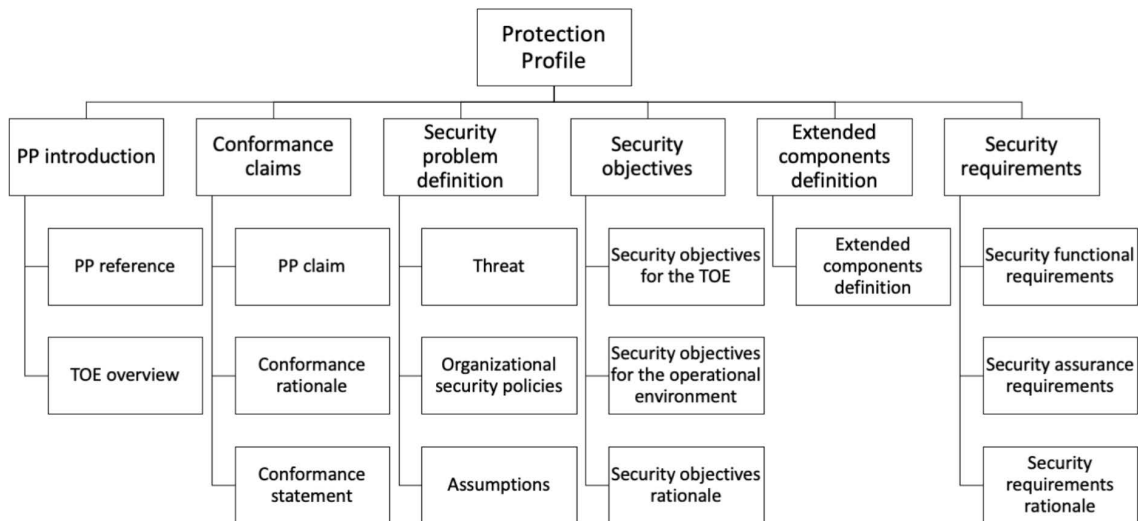 Protection
Profile
PP introduction
Conformance
claims
Security
problem
definition
Security
objectives
Extended
components
definition
Security
requirements
PP reference
PP claim
Threat
Security objectives
for the TOE
Extended
components
definition
Security functional
requirements
TOE overview
Conformance
rationale
Organizational
security policies
Security objectives
for the operational
environment
Security assurance
requirements
Conformance
statement
Assumptions
Security objectives
rationale
Security
requirements
rationale